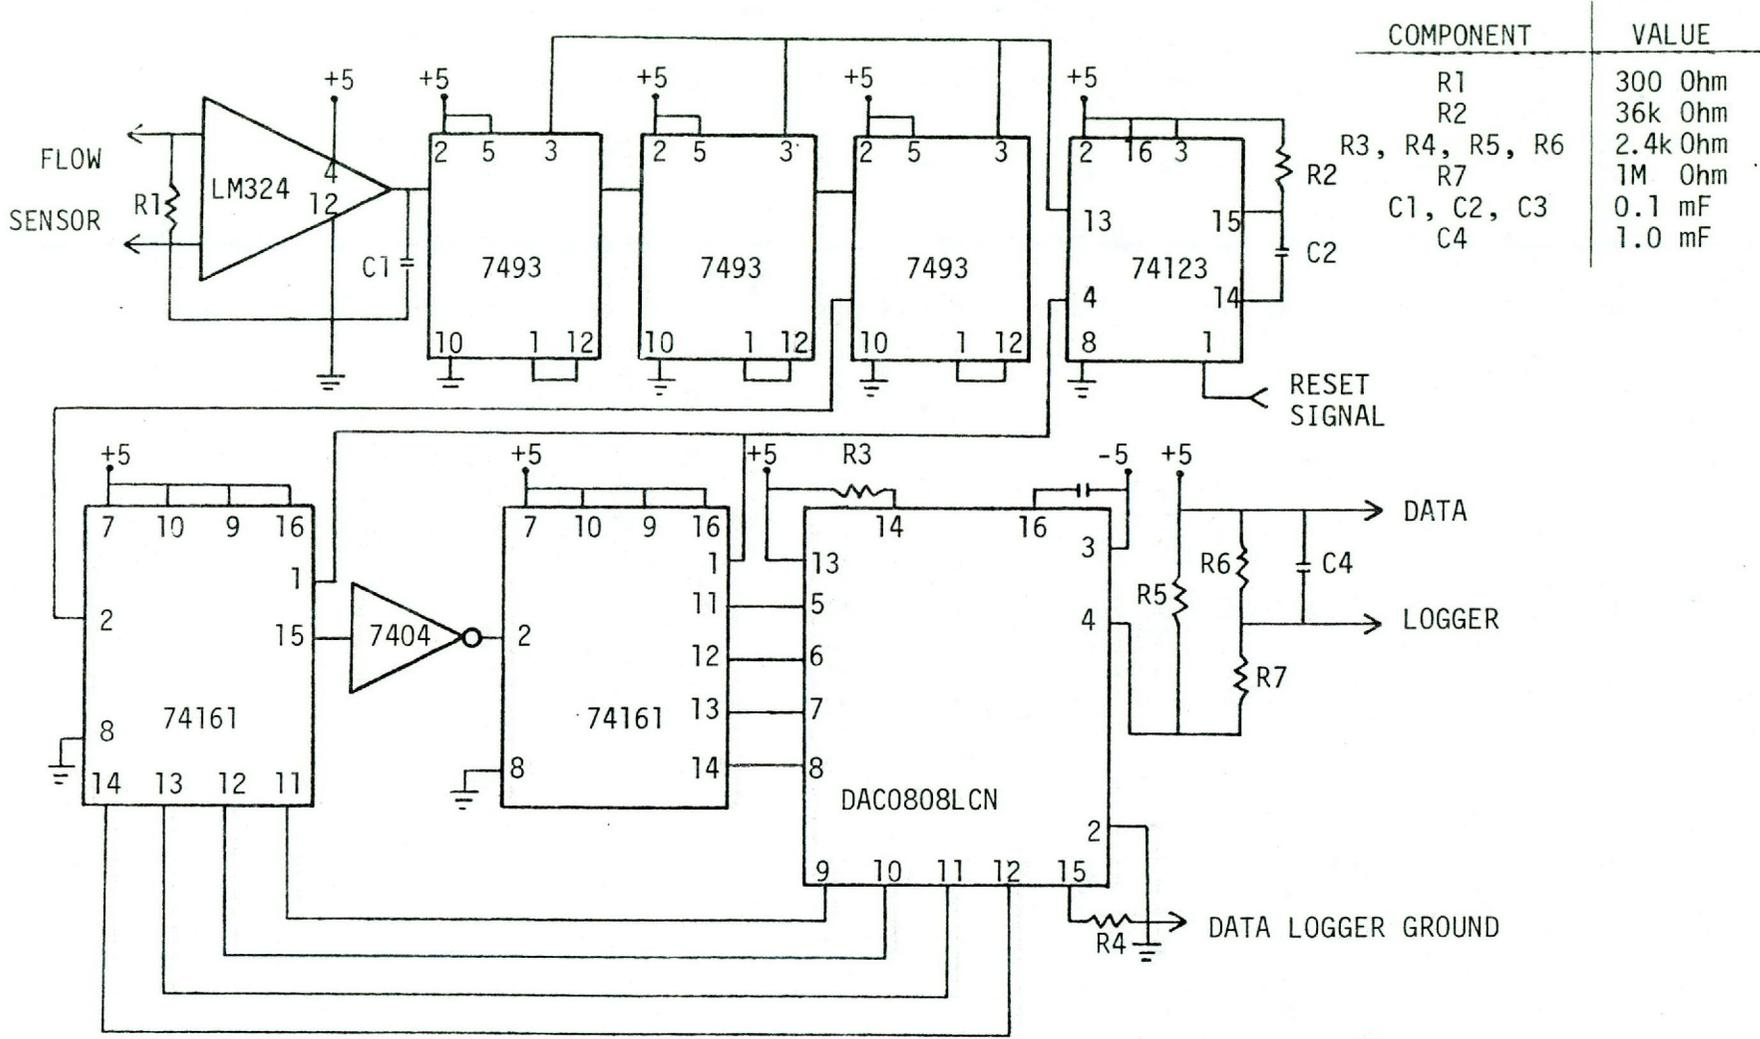 COMPONENT VALUE
R1 300 Ohm
R2 36k Ohm
R3, R4, R5, R6 2.4k Ohm
R7 1M Ohm
C1, C2, C3 0.1 mF
C4 1.0 mF
+5 +5 +5 +5 +5
FLOW
SENSOR
R1
LM324
4
12
C1
2 5 3
7493
10 1 12
2 5 3
7493
10 1 12
2 5 3
7493
10 1 12
2 16 3
13 15
4 14
74123
8 1
R2
C2
RESET
SIGNAL
+5
7 10 9 16
1
2
15
74161
8
14 13 12 11
7404
+5
7 10 9 16
1
11
2
12
74161
13
8
14
+5 R3 -5 +5
14 16
13 3
5
4
6
7
8
DAC0808LCN
2
9 10 11 12 15
R4
R5
R6
C4
R7
DATA
LOGGER
DATA LOGGER GROUND